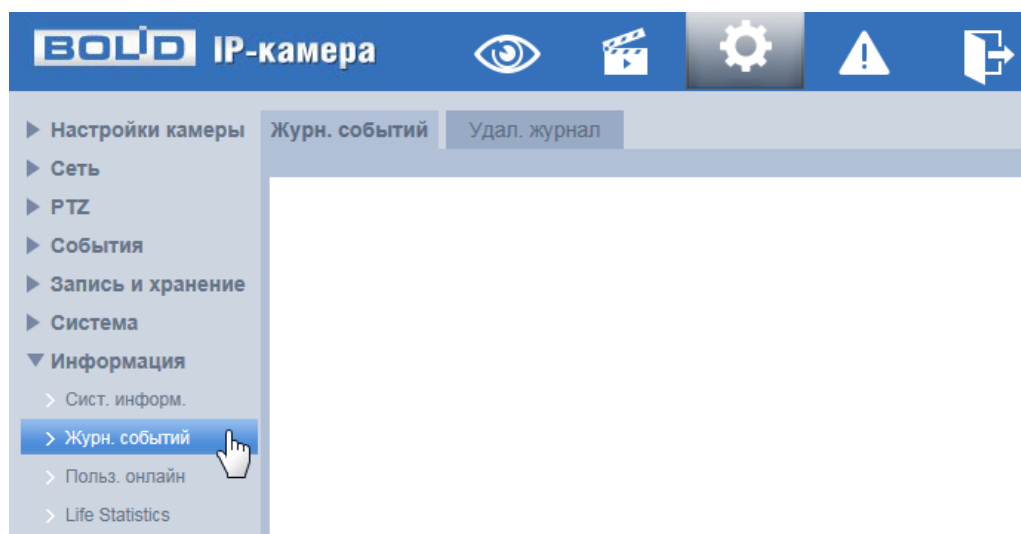 BOLID IP-камера
Настройки камеры
Сеть
PTZ
События
Запись и хранение
Система
Информация
Сист. информ.
Журн. событий
Польз. онлайн
Life Statistics
Журн. событий Удал. журнал